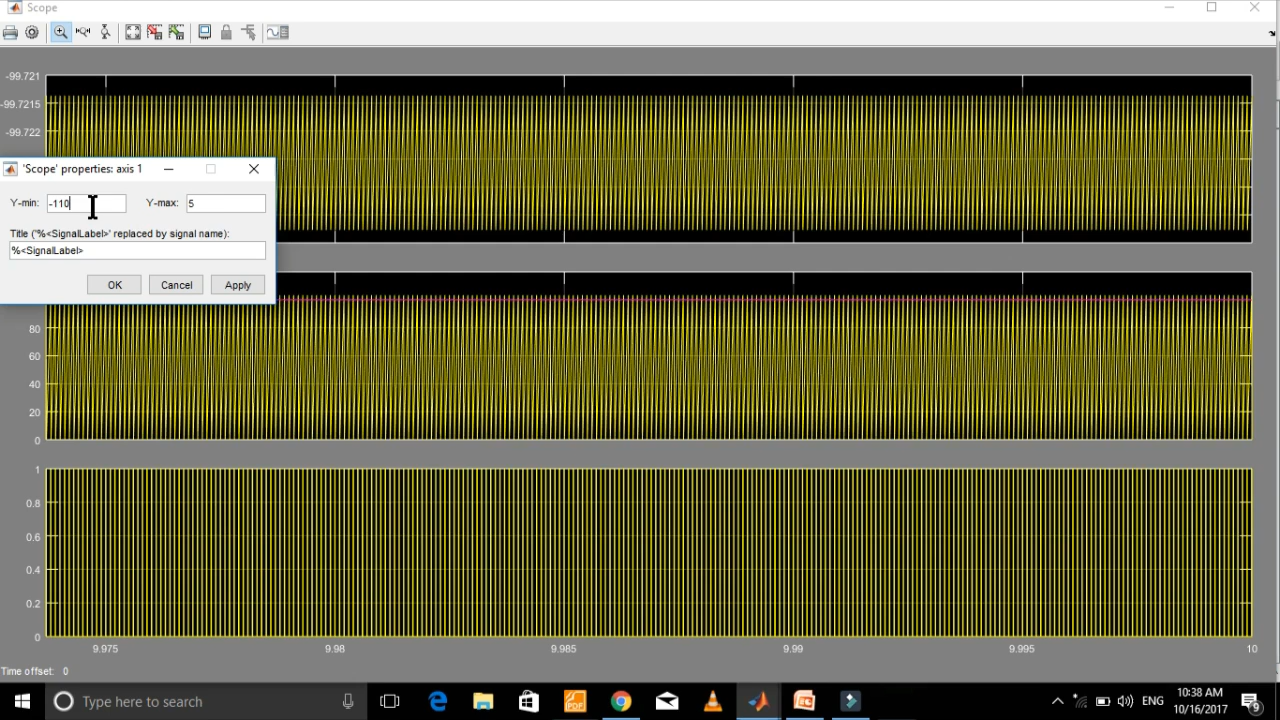 Scope
-99.721
-99.7215
-99.722
'Scope' properties: axis 1
Y-min: -110 Y-max: 5
Title ('%<SignalLabel>' replaced by signal name):
%<SignalLabel>
OK Cancel Apply
80
60
40
20
0
1
0.8
0.6
0.4
0.2
0
9.975 9.98 9.985 9.99 9.995 10
Time offset: 0
Type here to search
PDF
ENG
10:38 AM
10/16/2017
9